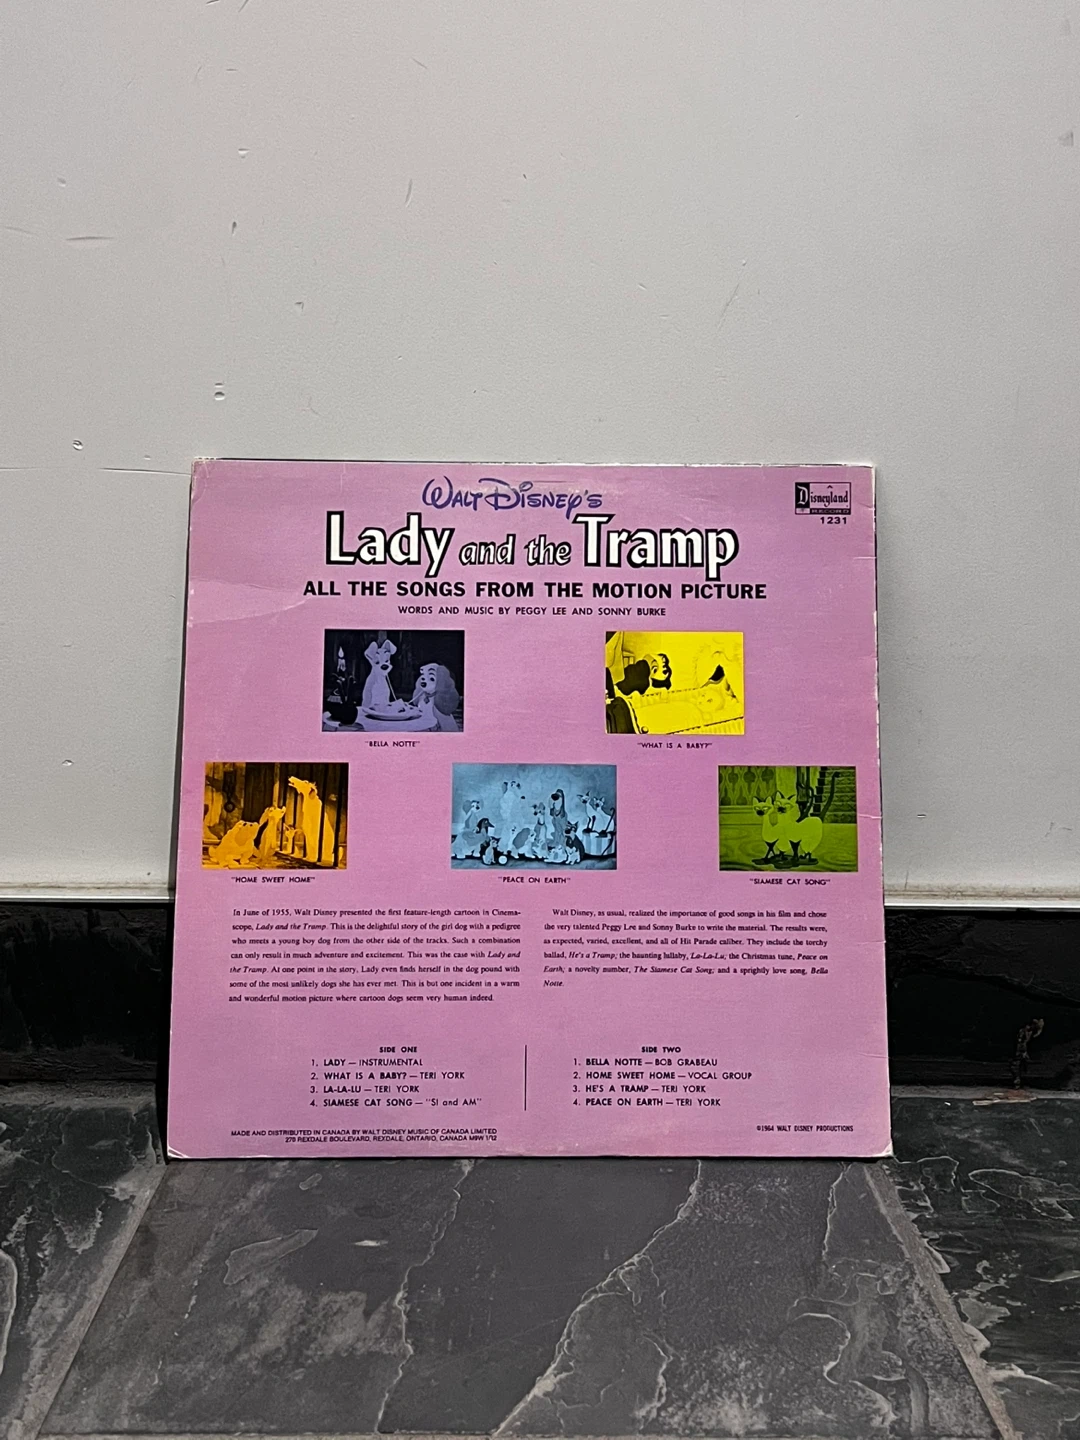 WALT DISNEY'S
Disneyland
RECORD
1231
Lady and the Tramp
ALL THE SONGS FROM THE MOTION PICTURE
WORDS AND MUSIC BY PEGGY LEE AND SONNY BURKE
"BELLA NOTTE"
"WHAT IS A BABY?"
"HOME SWEET HOME"
"PEACE ON EARTH"
"SIAMESE CAT SONG"
In June of 1955, Walt Disney presented the first feature-length cartoon in Cinema-
scope, Lady and the Tramp. This is the delightful story of the girl dog with a pedigree
who meets a young boy dog from the other side of the tracks. Such a combination
can only result in much adventure and excitement. This was the case with Lady and
the Tramp. At one point in the story, Lady even finds herself in the dog pound with
some of the most unlikely dogs she has ever met. This is but one incident in a warm
and wonderful motion picture where cartoon dogs seem very human indeed.
Walt Disney, as usual, realized the importance of good songs in his film and chose
the very talented Peggy Lee and Sonny Burke to write the material. The results were,
as expected, varied, excellent, and all of Hit Parade caliber. They include the torchy
ballad, He's a Tramp; the haunting lullaby, La-La-Lu; the Christmas tune, Peace on
Earth; a novelty number, The Siamese Cat Song; and a sprightly love song, Bella
Notte.
SIDE ONE
1. LADY — INSTRUMENTAL
2. WHAT IS A BABY? — TERI YORK
3. LA-LA-LU — TERI YORK
4. SIAMESE CAT SONG — "SI and AM"
SIDE TWO
1. BELLA NOTTE — BOB GRABEAU
2. HOME SWEET HOME — VOCAL GROUP
3. HE'S A TRAMP — TERI YORK
4. PEACE ON EARTH — TERI YORK
MADE AND DISTRIBUTED IN CANADA BY WALT DISNEY MUSIC OF CANADA LIMITED
275 REXDALE BOULEVARD, REXDALE, ONTARIO, CANADA
©1964 WALT DISNEY PRODUCTIONS